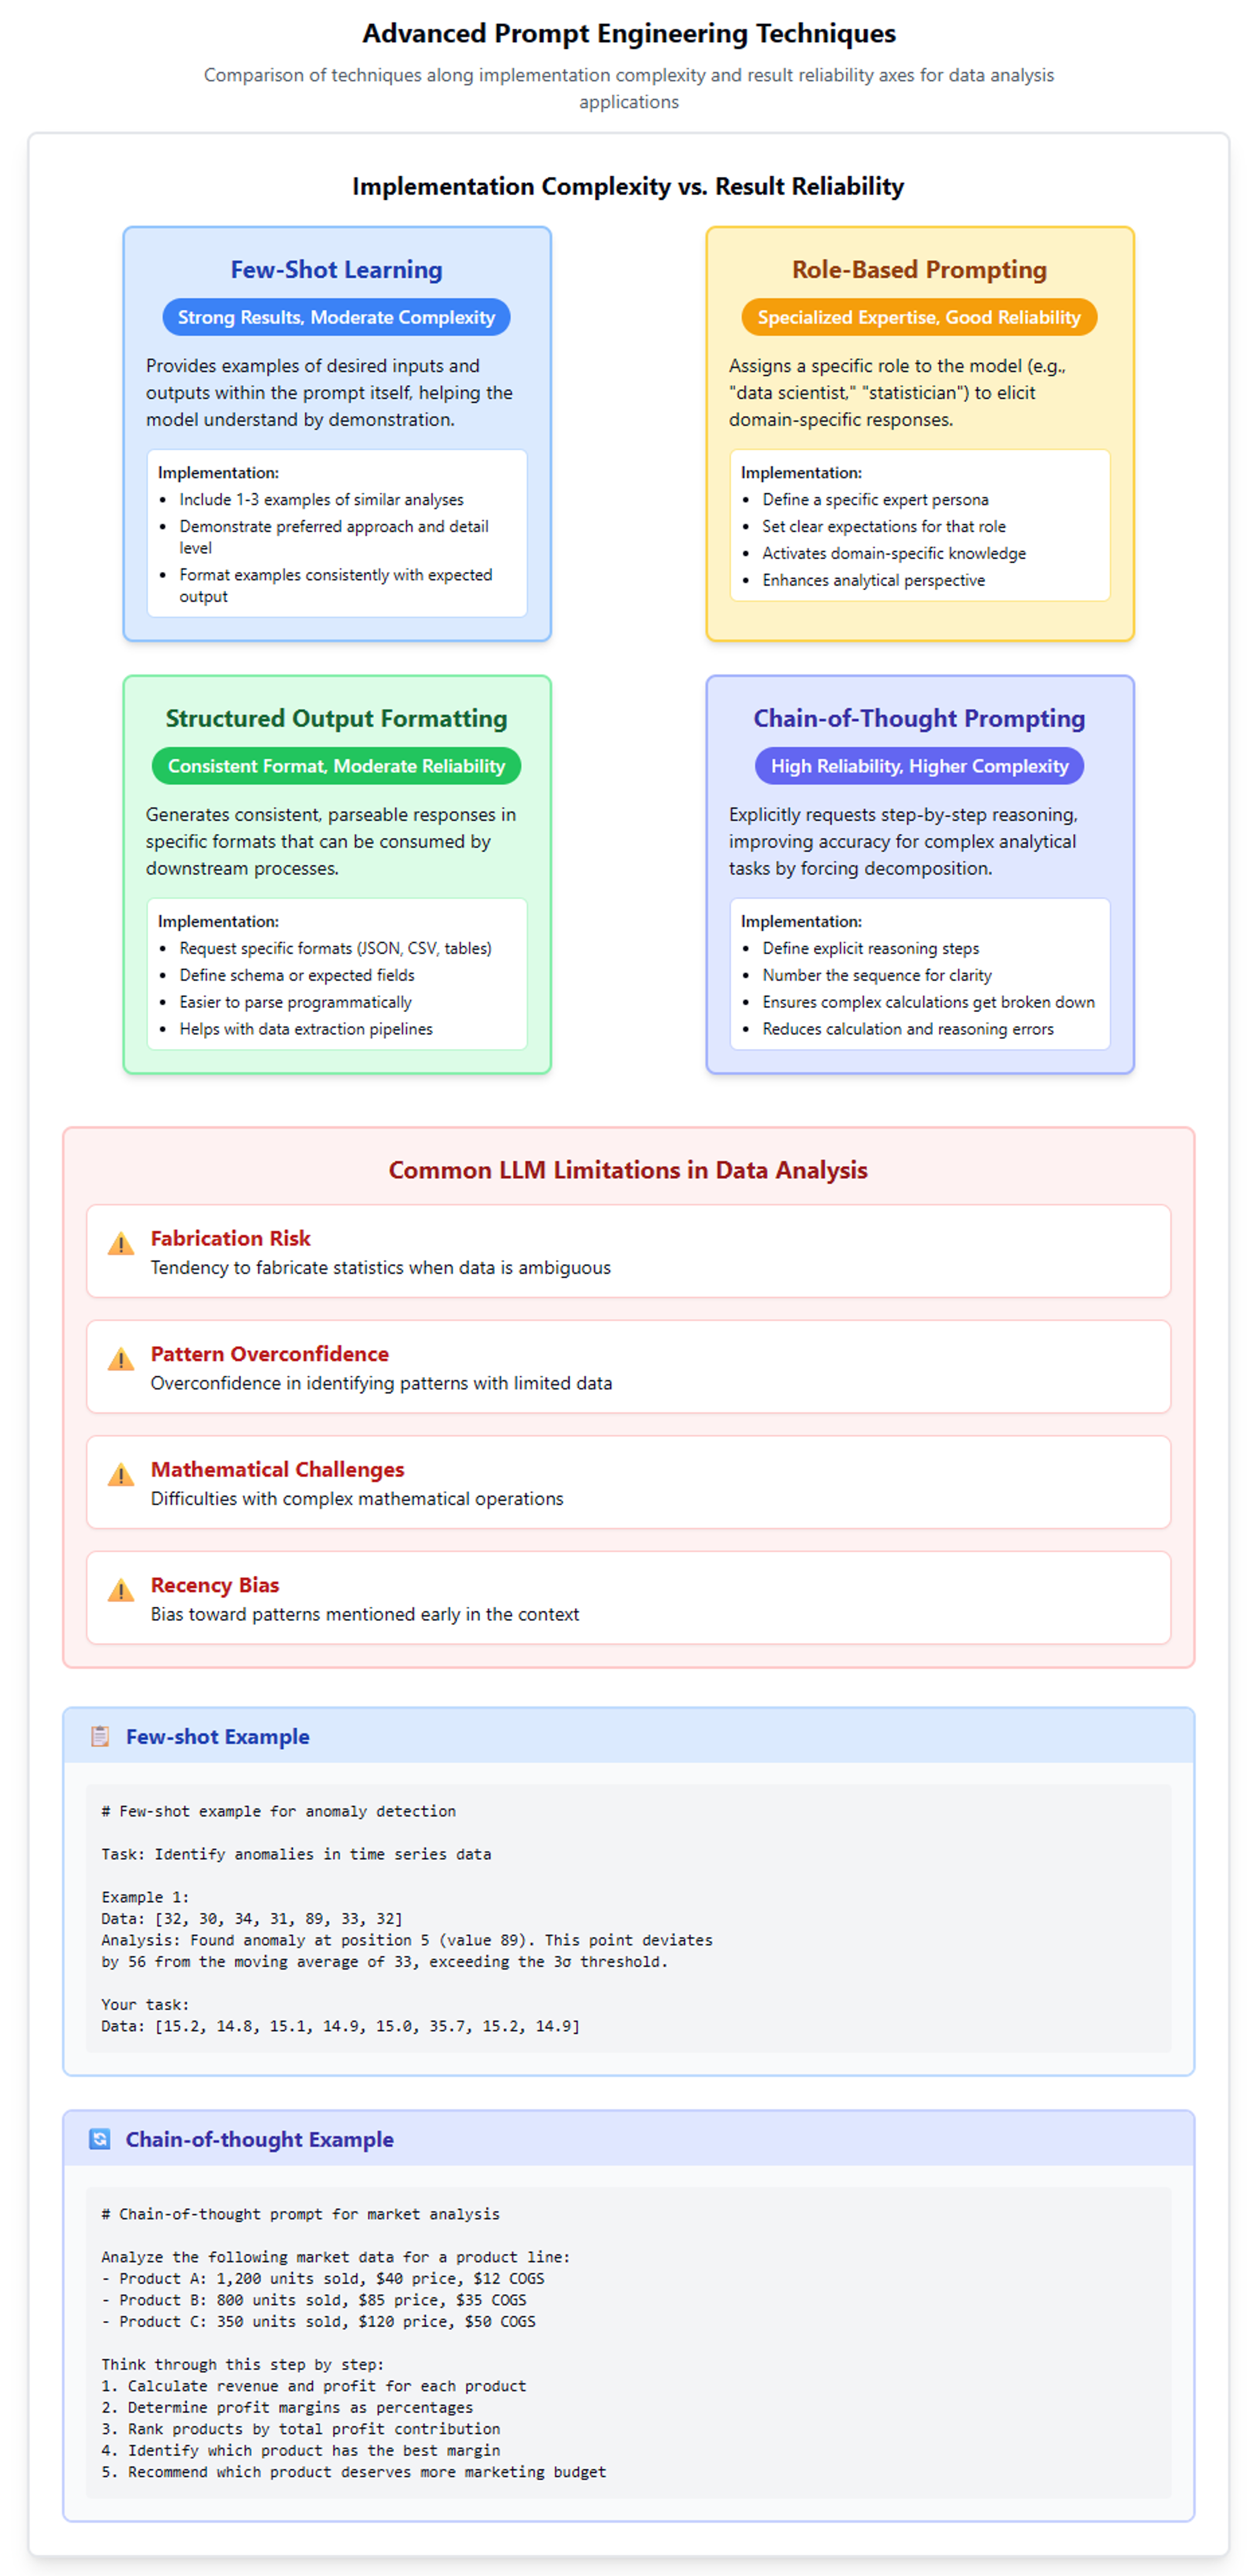 Advanced Prompt Engineering Techniques
Comparison of techniques along implementation complexity and result reliability axes for data analysis
applications
Implementation Complexity vs. Result Reliability
Few-Shot Learning
Strong Results, Moderate Complexity
Provides examples of desired inputs and
outputs within the prompt itself, helping the
model understand by demonstration.
Implementation:
• Include 1-3 examples of similar analyses
• Demonstrate preferred approach and detail
level
• Format examples consistently with expected
output
Role-Based Prompting
Specialized Expertise, Good Reliability
Assigns a specific role to the model (e.g.,
"data scientist," "statistician") to elicit
domain-specific responses.
Implementation:
• Define a specific expert persona
• Set clear expectations for that role
• Activates domain-specific knowledge
• Enhances analytical perspective
Structured Output Formatting
Consistent Format, Moderate Reliability
Generates consistent, parseable responses in
specific formats that can be consumed by
downstream processes.
Implementation:
• Request specific formats (JSON, CSV, tables)
• Define schema or expected fields
• Easier to parse programmatically
• Helps with data extraction pipelines
Chain-of-Thought Prompting
High Reliability, Higher Complexity
Explicitly requests step-by-step reasoning,
improving accuracy for complex analytical
tasks by forcing decomposition.
Implementation:
• Define explicit reasoning steps
• Number the sequence for clarity
• Ensures complex calculations get broken down
• Reduces calculation and reasoning errors
Common LLM Limitations in Data Analysis
Fabrication Risk
Tendency to fabricate statistics when data is ambiguous
Pattern Overconfidence
Overconfidence in identifying patterns with limited data
Mathematical Challenges
Difficulties with complex mathematical operations
Recency Bias
Bias toward patterns mentioned early in the context
Few-shot Example
# Few-shot example for anomaly detection
Task: Identify anomalies in time series data
Example 1:
Data: [32, 30, 34, 31, 89, 33, 32]
Analysis: Found anomaly at position 5 (value 89). This point deviates
by 56 from the moving average of 33, exceeding the 3σ threshold.
Your task:
Data: [15.2, 14.8, 15.1, 14.9, 15.0, 35.7, 15.2, 14.9]
Chain-of-thought Example
# Chain-of-thought prompt for market analysis
Analyze the following market data for a product line:
- Product A: 1,200 units sold, $40 price, $12 COGS
- Product B: 800 units sold, $85 price, $35 COGS
- Product C: 350 units sold, $120 price, $50 COGS
Think through this step by step:
1. Calculate revenue and profit for each product
2. Determine profit margins as percentages
3. Rank products by total profit contribution
4. Identify which product has the best margin
5. Recommend which product deserves more marketing budget